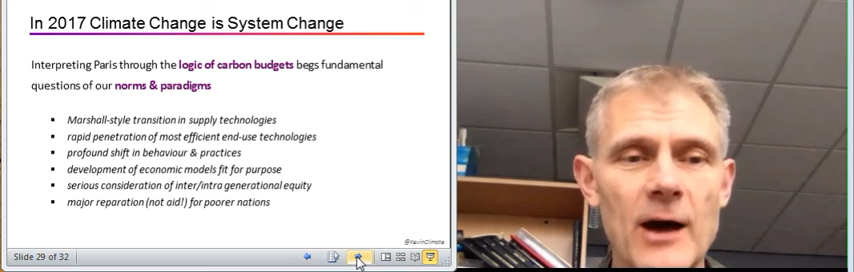 In 2017 Climate Change is System Change
Interpreting Paris through the logic of carbon budgets begs fundamental
questions of our norms & paradigms
▪ Marshall-style transition in supply technologies
▪ rapid penetration of most efficient end-use technologies
▪ profound shift in behaviour & practices
▪ development of economic models fit for purpose
▪ serious consideration of inter/intra generational equity
▪ major reparation (not aid!) for poorer nations
@KevinClimate
Slide 29 of 32